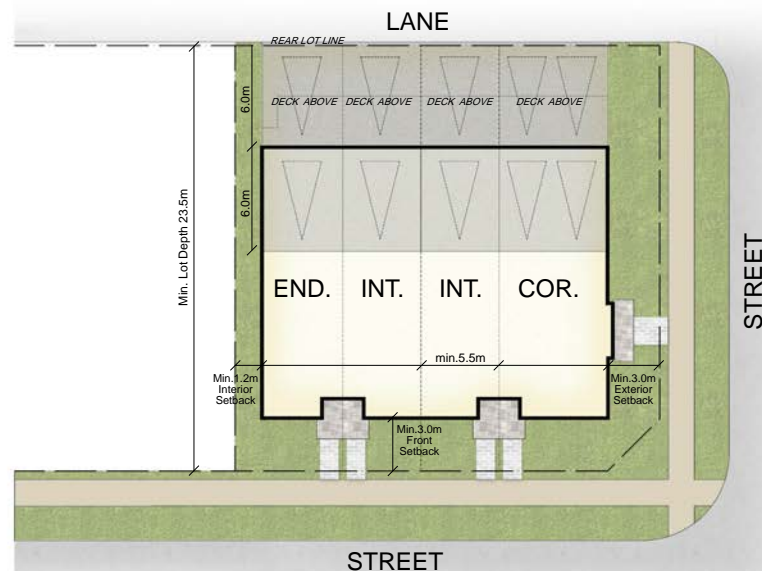 LANE
REAR LOT LINE
DECK ABOVE DECK ABOVE DECK ABOVE DECK ABOVE
6.0m
6.0m
Min. Lot Depth 23.5m
STREET
END. INT. INT. COR.
min.5.5m
Min.1.2m
Interior
Setback
Min.3.0m
Exterior
Setback
Min.3.0m
Front
Setback
STREET